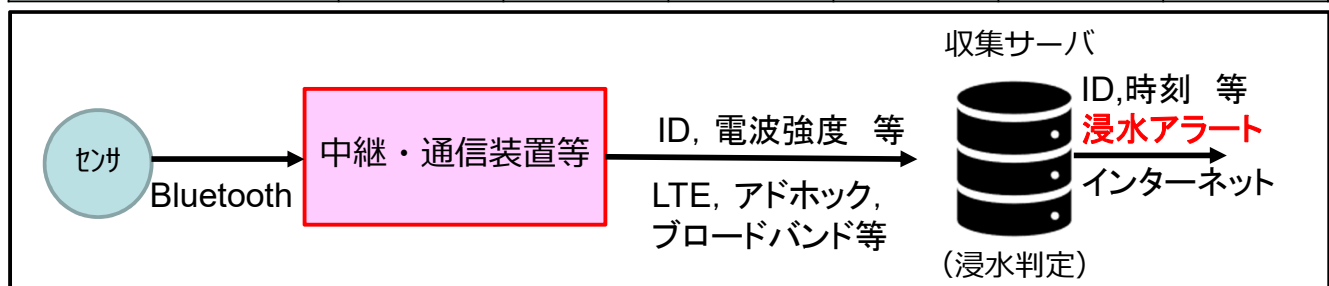 センサ
Bluetooth
中継・通信装置等
ID, 電波強度 等
LTE, アドホック,
ブロードバンド等
収集サーバ
(浸水判定)
ID,時刻 等
浸水アラート
インターネット